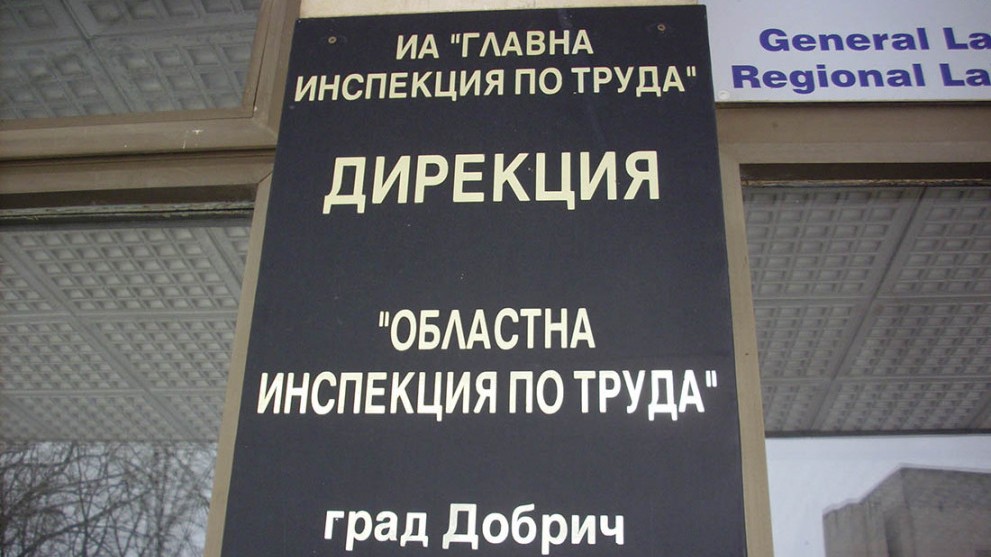 ИА "ГЛАВНА
ИНСПЕКЦИЯ ПО ТРУДА"
ДИРЕКЦИЯ
"ОБЛАСТНА
ИНСПЕКЦИЯ ПО ТРУДА"
град Добрич
General La
Regional La